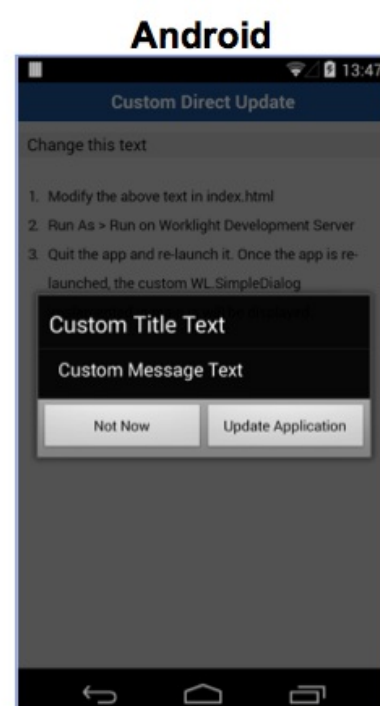 Android
13:47
Custom Direct Update
Change this text
1. Modify the above text in index.html
2. Run As > Run on Worklight Development Server
3. Quit the app and re-launch it. Once the app is re-
launched, the custom WL.SimpleDialog
Custom Title Text
Custom Message Text
Not Now
Update Application